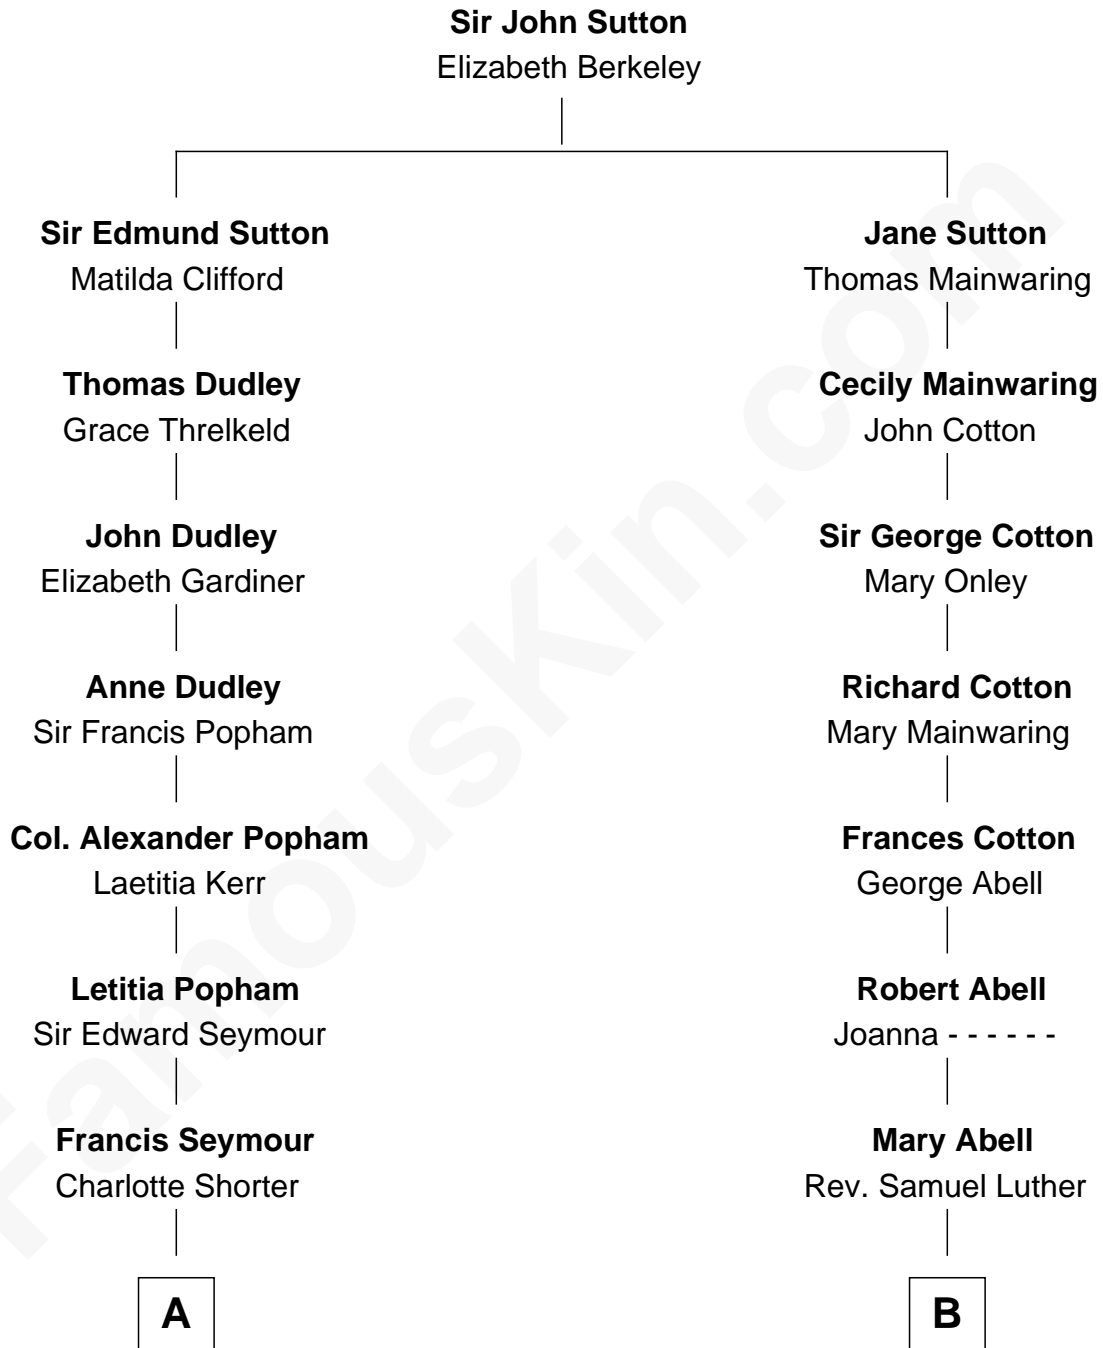 Sir John Sutton
Elizabeth Berkeley
Sir Edmund Sutton
Matilda Clifford
Jane Sutton
Thomas Mainwaring
Thomas Dudley
Grace Threlkeld
Cecily Mainwaring
John Cotton
John Dudley
Elizabeth Gardiner
Sir George Cotton
Mary Onley
Anne Dudley
Sir Francis Popham
Richard Cotton
Mary Mainwaring
Col. Alexander Popham
Laetitia Kerr
Frances Cotton
George Abell
Letitia Popham
Sir Edward Seymour
Robert Abell
Joanna - - - - - -
Francis Seymour
Charlotte Shorter
Mary Abell
Rev. Samuel Luther
A
B
FamousKin.com